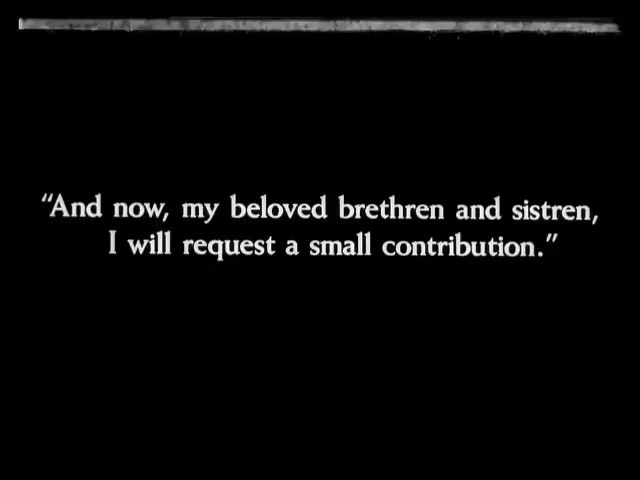 “And now, my beloved brethren and sistren,
I will request a small contribution.”